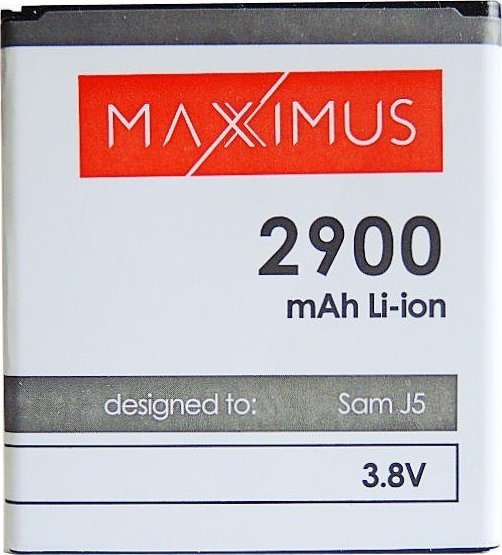 MAXXIMUS
2900
mAh Li-ion
designed to: Sam J5
3.8V